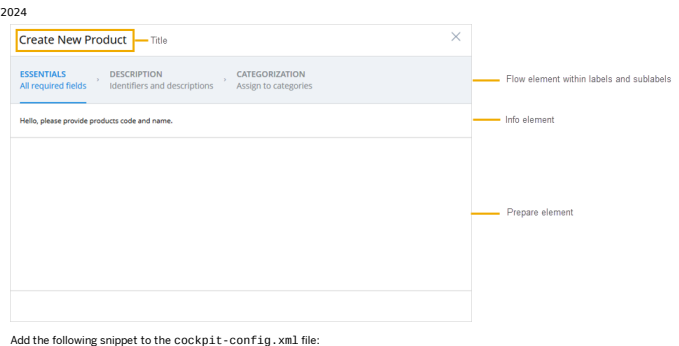 2024
Create New Product
Title
ESSENTIALS
All required fields
DESCRIPTION
Identifiers and descriptions
CATEGORIZATION
Assign to categories
Flow element within labels and sublabels
Hello, please provide products code and name.
Info element
Prepare element
Add the following snippet to the cockpit-config.xml file: